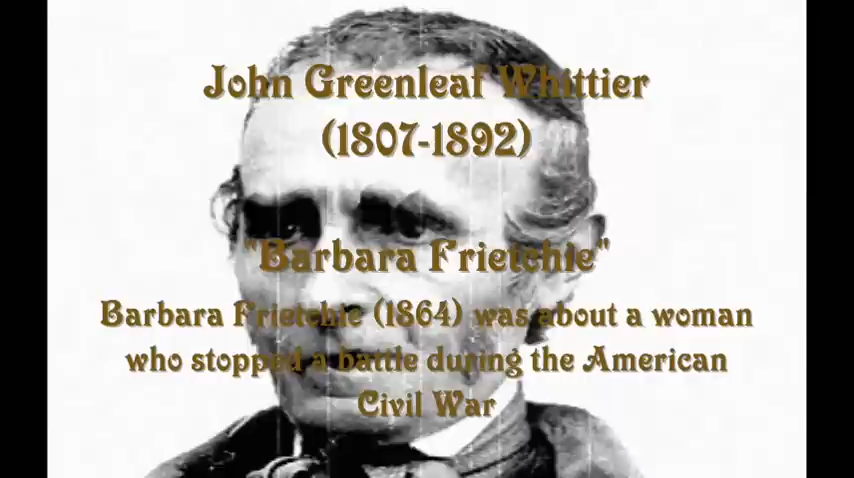 John Greenleaf Whittier
(1807-1892)
"Barbara Frietchie"
Barbara Frietchie (1864) was about a woman
who stopped a battle during the American
Civil War